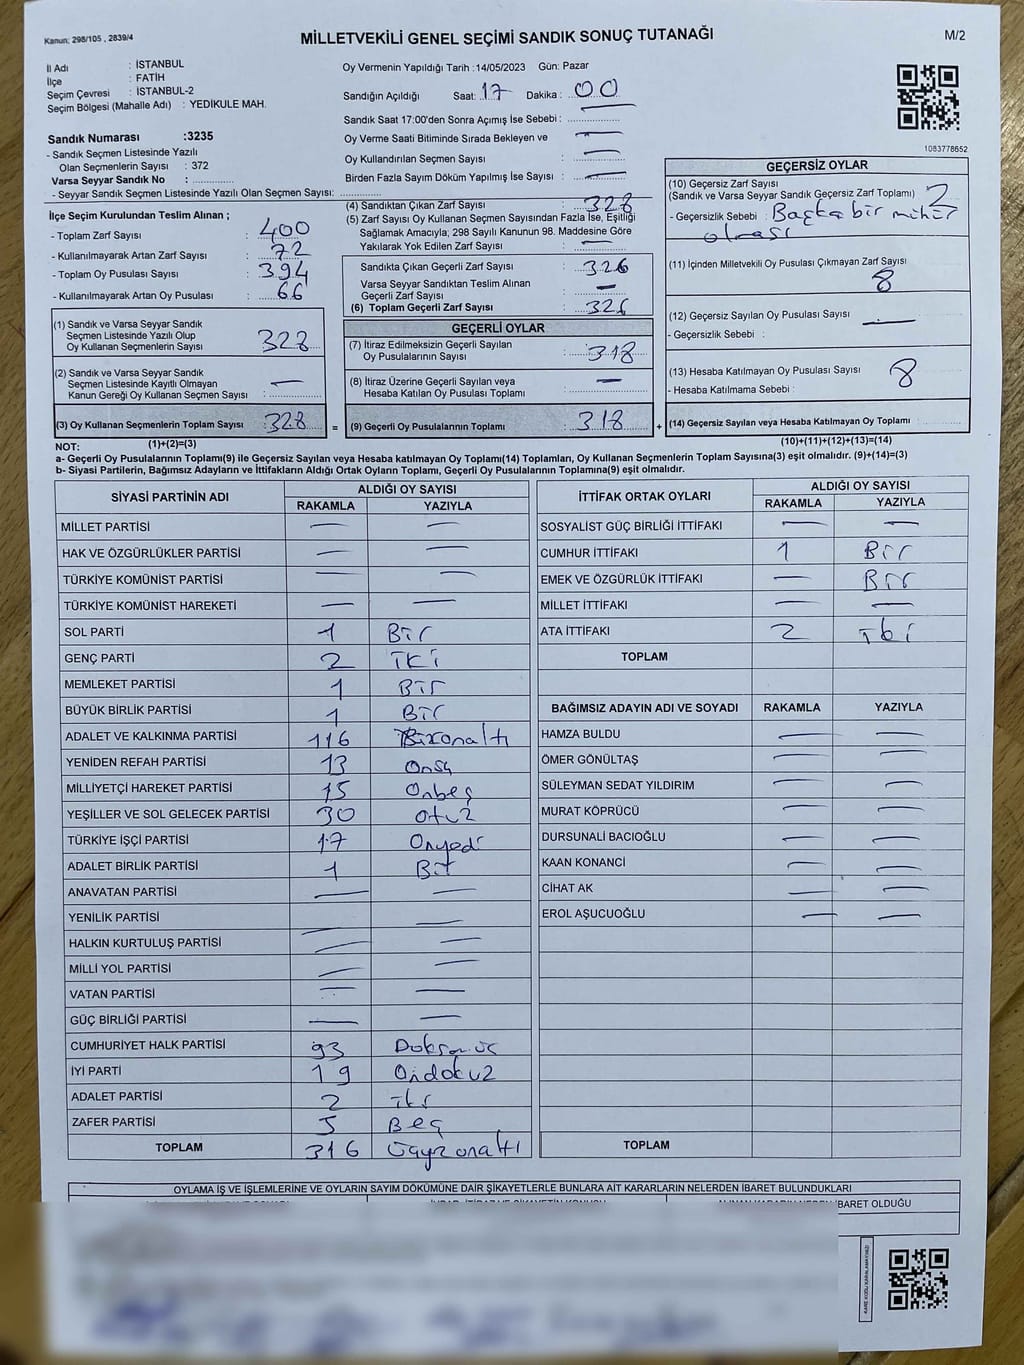 Kanun: 298/105 , 2839/4
MİLLETVEKİLİ GENEL SEÇİMİ SANDIK SONUÇ TUTANAĞI
M/2
İl Adı : İSTANBUL
İlçe : FATİH
Seçim Çevresi : İSTANBUL-2
Seçim Bölgesi (Mahalle Adı) : YEDİKULE MAH.
Sandık Numarası :3235
- Sandık Seçmen Listesinde Yazılı
Olan Seçmenlerin Sayısı : 372
Varsa Seyyar Sandık No :
- Seyyar Sandık Seçmen Listesinde Yazılı Olan Seçmen Sayısı:
Oy Vermenin Yapıldığı Tarih :14/05/2023 Gün: Pazar
Sandığın Açıldığı Saat: 17 Dakika : 00
Sandık Saat 17:00'den Sonra Açımış İse Sebebi : —
Oy Verme Saati Bitiminde Sırada Bekleyen ve —
Oy Kullandırılan Seçmen Sayısı —
Birden Fazla Sayım Döküm Yapılmış İse Sayısı : —
1083778652
İlçe Seçim Kurulundan Teslim Alınan ;
- Toplam Zarf Sayısı : 400
- Kullanılmayarak Artan Zarf Sayısı : 72
- Toplam Oy Pusulası Sayısı : 394
- Kullanılmayarak Artan Oy Pusulası : 66
(1) Sandık ve Varsa Seyyar Sandık
Seçmen Listesinde Yazılı Olup
Oy Kullanan Seçmenlerin Sayısı : 328
(2) Sandık ve Varsa Seyyar Sandık
Seçmen Listesinde Kayıtlı Olmayan
Kanun Gereği Oy Kullanan Seçmen Sayısı : —
(3) Oy Kullanan Seçmenlerin Toplam Sayısı : 328
(4) Sandıktan Çıkan Zarf Sayısı : 328
(5) Zarf Sayısı Oy Kullanan Seçmen Sayısından Fazla İse, Eşitliği
Sağlamak Amacıyla; 298 Sayılı Kanunun 98. Maddesine Göre
Yakılarak Yok Edilen Zarf Sayısı : —
Sandıkta Çıkan Geçerli Zarf Sayısı : 326
Varsa Seyyar Sandıktan Teslim Alınan
Geçerli Zarf Sayısı : —
(6) Toplam Geçerli Zarf Sayısı : 326
GEÇERLİ OYLAR
(7) İtiraz Edilmeksizin Geçerli Sayılan
Oy Pusulalarının Sayısı : 318
(8) İtiraz Üzerine Geçerli Sayılan veya
Hesaba Katılan Oy Pusulası Toplamı : —
= (9) Geçerli Oy Pusulalarının Toplamı : 318
GEÇERSİZ OYLAR
(10) Geçersiz Zarf Sayısı
(Sandık ve Varsa Seyyar Sandık Geçersiz Zarf Toplamı) 2
- Geçersizlik Sebebi : Başka bir mühür
olması
(11) İçinden Milletvekili Oy Pusulası Çıkmayan Zarf Sayısı
8
(12) Geçersiz Sayılan Oy Pusulası Sayısı —
- Geçersizlik Sebebi :
(13) Hesaba Katılmayan Oy Pusulası Sayısı 8
- Hesaba Katılmama Sebebi :
+ (14) Geçersiz Sayılan veya Hesaba Katılmayan Oy Toplamı :
NOT: (1)+(2)=(3) (10)+(11)+(12)+(13)=(14)
a- Geçerli Oy Pusulalarının Toplamı(9) ile Geçersiz Sayılan veya Hesaba katılmayan Oy Toplamı(14) Toplamları, Oy Kullanan Seçmenlerin Toplam Sayısına(3) eşit olmalıdır. (9)+(14)=(3)
b- Siyasi Partilerin, Bağımsız Adayların ve İttifakların Aldığı Ortak Oyların Toplamı, Geçerli Oy Pusulalarının Toplamına(9) eşit olmalıdır.
SİYASİ PARTİNİN ADI ALDIĞI OY SAYISI
RAKAMLA YAZIYLA
MİLLET PARTİSİ — —
HAK VE ÖZGÜRLÜKLER PARTİSİ — —
TÜRKİYE KOMÜNİST PARTİSİ — —
TÜRKİYE KOMÜNİST HAREKETİ — —
SOL PARTİ 1 Bir
GENÇ PARTİ 2 iki
MEMLEKET PARTİSİ 1 Bir
BÜYÜK BİRLİK PARTİSİ 1 Bir
ADALET VE KALKINMA PARTİSİ 116
YENİDEN REFAH PARTİSİ 13 Onüç
MİLLİYETÇİ HAREKET PARTİSİ 15 Onbeş
YEŞİLLER VE SOL GELECEK PARTİSİ 30 otuz
TÜRKİYE İŞÇİ PARTİSİ 17 Onyedi
ADALET BİRLİK PARTİSİ 1 Bir
ANAVATAN PARTİSİ — —
YENİLİK PARTİSİ —
HALKIN KURTULUŞ PARTİSİ — —
MİLLİ YOL PARTİSİ — —
VATAN PARTİSİ — —
GÜÇ BİRLİĞİ PARTİSİ — —
CUMHURİYET HALK PARTİSİ 93 Doksanüç
İYİ PARTİ 19 Ondokuz
ADALET PARTİSİ 2 iki
ZAFER PARTİSİ 5 Beş
TOPLAM 316 Üçyüzonaltı
İTTİFAK ORTAK OYLARI ALDIĞI OY SAYISI
RAKAMLA YAZIYLA
SOSYALİST GÜÇ BİRLİĞİ İTTİFAKI — —
CUMHUR İTTİFAKI 1 Bir
EMEK VE ÖZGÜRLÜK İTTİFAKI — Bir
MİLLET İTTİFAKI — —
ATA İTTİFAKI 2 iki
TOPLAM
BAĞIMSIZ ADAYIN ADI VE SOYADI RAKAMLA YAZIYLA
HAMZA BULDU — —
ÖMER GÖNÜLTAŞ — —
SÜLEYMAN SEDAT YILDIRIM — —
MURAT KÖPRÜCÜ — —
DURSUNALİ BACIOĞLU — —
KAAN KONANCİ — —
CİHAT AK — —
EROL AŞUCUOĞLU — —
TOPLAM
OYLAMA İŞ VE İŞLEMLERİNE VE OYLARIN SAYIM DÖKÜMÜNE DAİR ŞİKAYETLERLE BUNLARA AİT KARARLARIN NELERDEN İBARET BULUNDUKLARI
İBARET OLDUĞU
KARE KODU KARALAMAYINIZ!